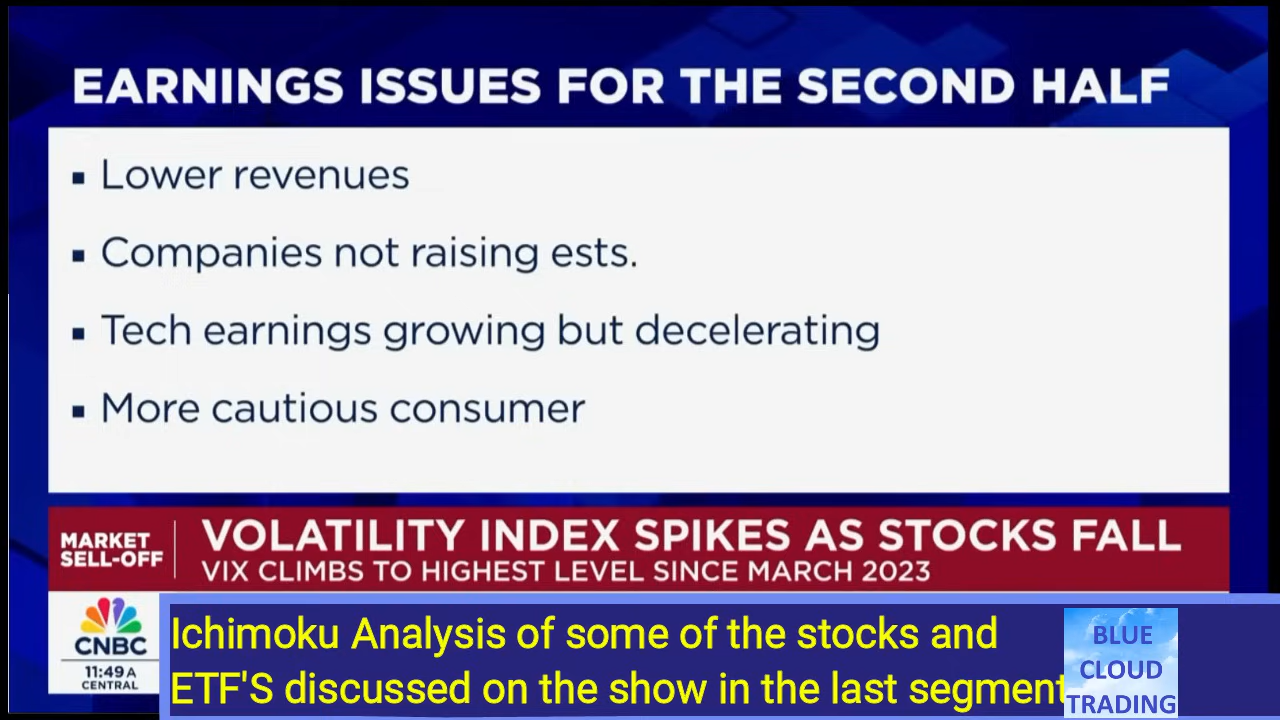 EARNINGS ISSUES FOR THE SECOND HALF
▪ Lower revenues
▪ Companies not raising ests.
▪ Tech earnings growing but decelerating
▪ More cautious consumer
MARKET
SELL-OFF
VOLATILITY INDEX SPIKES AS STOCKS FALL
VIX CLIMBS TO HIGHEST LEVEL SINCE MARCH 2023
CNBC
11:49A
CENTRAL
Ichimoku Analysis of some of the stocks and
ETF'S discussed on the show in the last segment
BLUE
CLOUD
TRADING